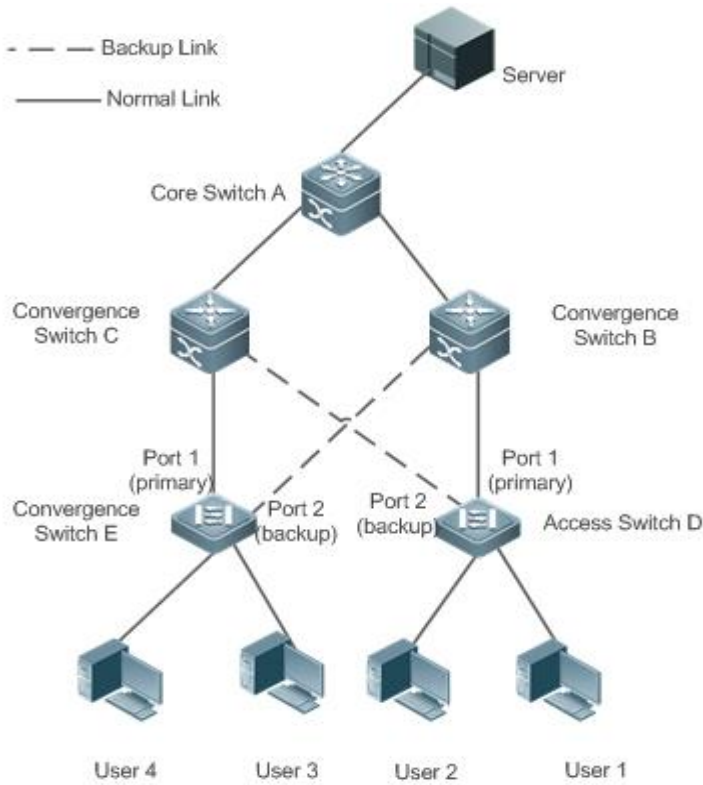 Backup Link
Server
Normal Link
Core Switch A
Convergence
Switch C
Convergence
Switch B
Port 1
(primary)
Port 1
(primary)
Convergence
Switch E
Port 2
(backup)
Port 2
(backup)
Access Switch D
User 4
User 3
User 2
User 1